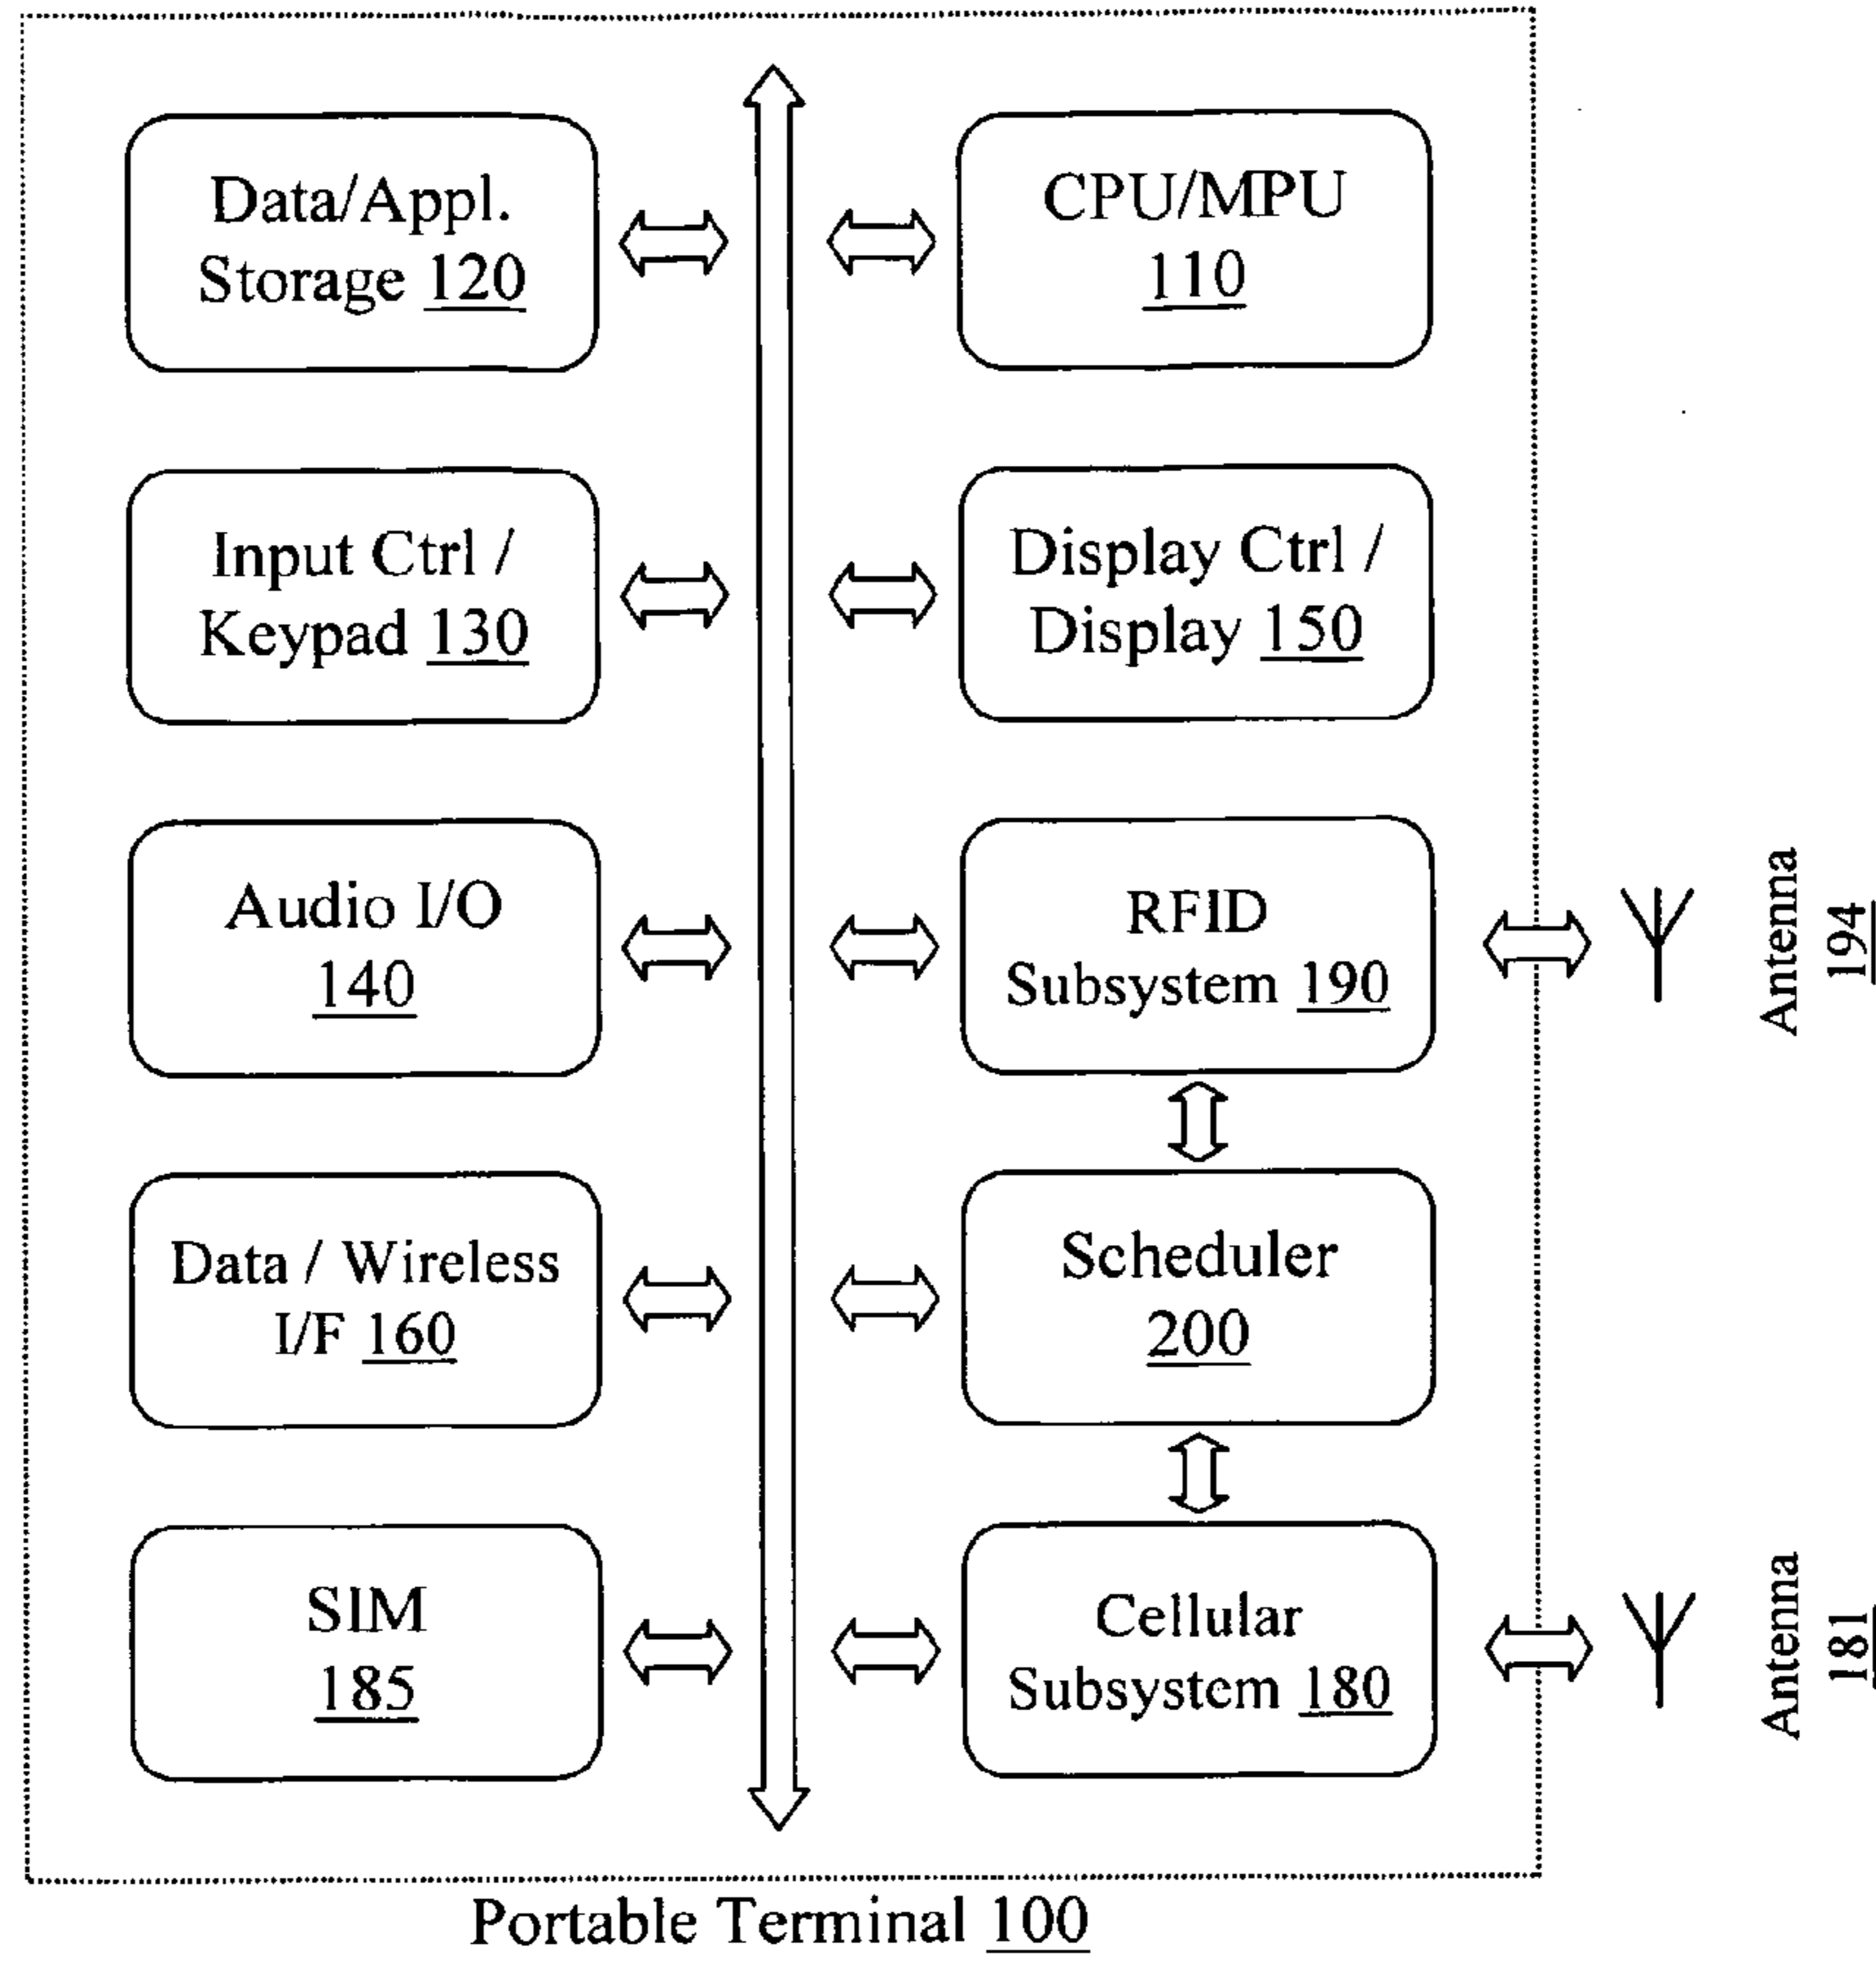 Data/Appl.
Storage 120
CPU/MPU
110
Input Ctrl /
Keypad 130
Display Ctrl /
Display 150
Audio I/O
140
RFID
Subsystem 190
Antenna
194
Data / Wireless
I/F 160
Scheduler
200
SIM
185
Cellular
Subsystem 180
Antenna
181
Portable Terminal 100